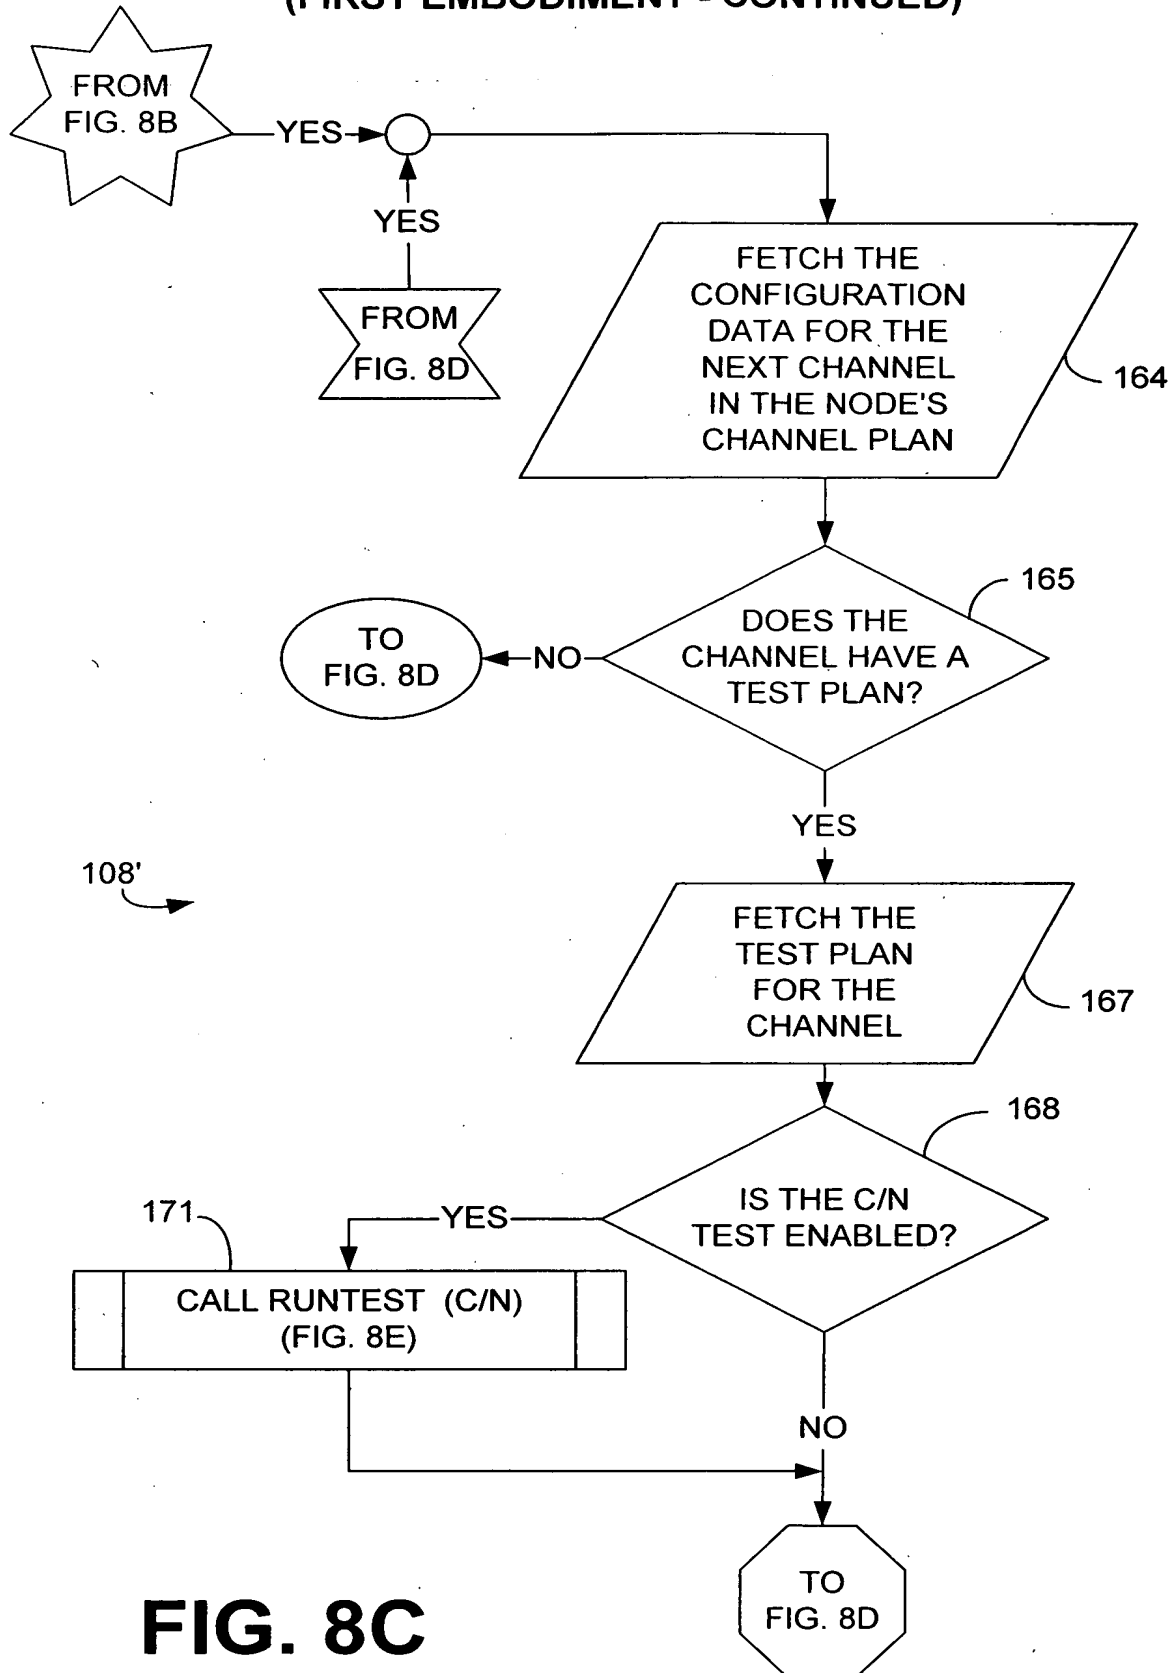 (FIRST EMBODIMENT - CONTINUED)
FROM
FIG. 8B
YES
YES
FROM
FIG. 8D
FETCH THE
CONFIGURATION
DATA FOR THE
NEXT CHANNEL
IN THE NODE'S
CHANNEL PLAN
164
165
DOES THE
CHANNEL HAVE A
TEST PLAN?
NO
TO
FIG. 8D
YES
108'
FETCH THE
TEST PLAN
FOR THE
CHANNEL
167
168
IS THE C/N
TEST ENABLED?
YES
171
CALL RUNTEST (C/N)
(FIG. 8E)
NO
TO
FIG. 8D
FIG. 8C